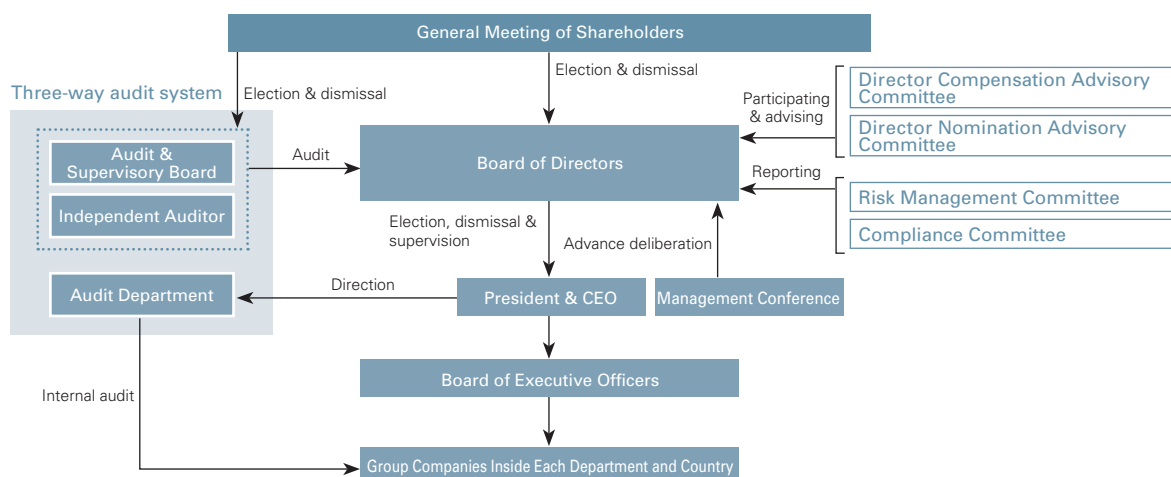 General Meeting of Shareholders
Election & dismissal
Election & dismissal
Three-way audit system
Audit &
Supervisory Board
Independent Auditor
Audit
Board of Directors
Participating
& advising
Director Compensation Advisory
Committee
Director Nomination Advisory
Committee
Reporting
Risk Management Committee
Compliance Committee
Election, dismissal &
supervision
Advance deliberation
Audit Department
Direction
President & CEO
Management Conference
Board of Executive Officers
Internal audit
Group Companies Inside Each Department and Country